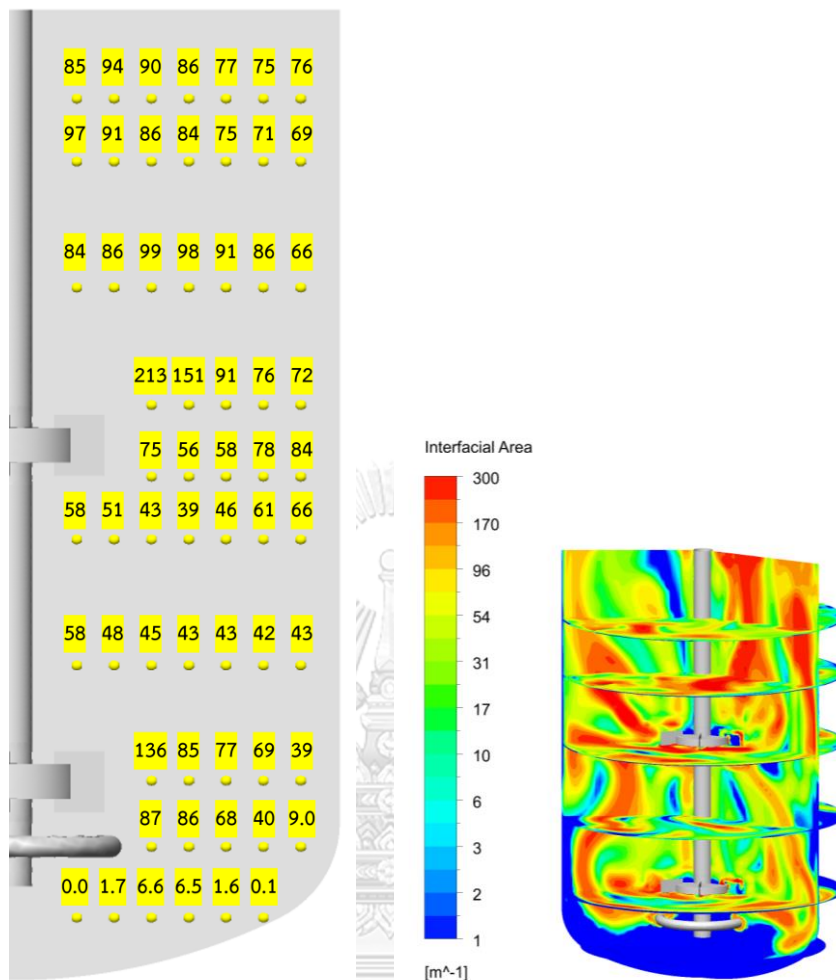 85 94 90 86 77 75 76
97 91 86 84 75 71 69
84 86 99 98 91 86 66
213 151 91 76 72
75 56 58 78 84
58 51 43 39 46 61 66
58 48 45 43 43 42 43
136 85 77 69 39
87 86 68 40 9.0
0.0 1.7 6.6 6.5 1.6 0.1
Interfacial Area
300
170
96
54
31
17
10
6
3
2
1
[m^-1]